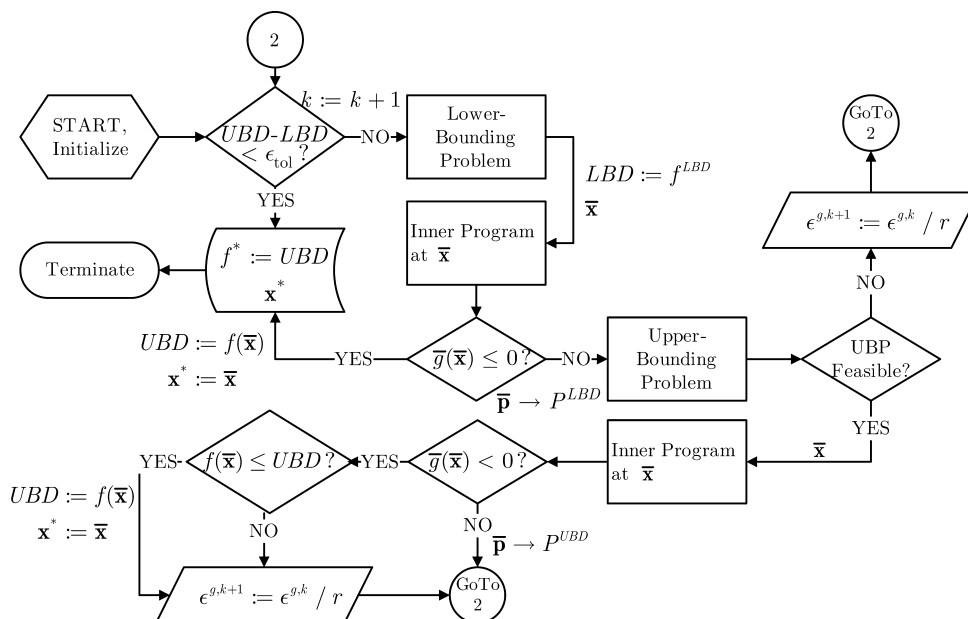 2
k := k + 1
START,
Initialize
UBD-LBD
< ϵ_tol ?
NO
Lower-
Bounding
Problem
LBD := f^{LBD}
x̅
GoTo
2
YES
Inner Program
at x̅
ϵ^{g,k+1} := ϵ^{g,k} / r
Terminate
f^* := UBD
x^*
NO
UBD := f(x̅)
x^* := x̅
YES
g̅(x̅) ≤ 0 ?
NO
Upper-
Bounding
Problem
UBP
Feasible?
p̅ → P^{LBD}
YES
x̅
YES
f(x̅) ≤ UBD ?
YES
g̅(x̅) < 0 ?
Inner Program
at x̅
UBD := f(x̅)
x^* := x̅
NO
NO
p̅ → P^{UBD}
ϵ^{g,k+1} := ϵ^{g,k} / r
GoTo
2